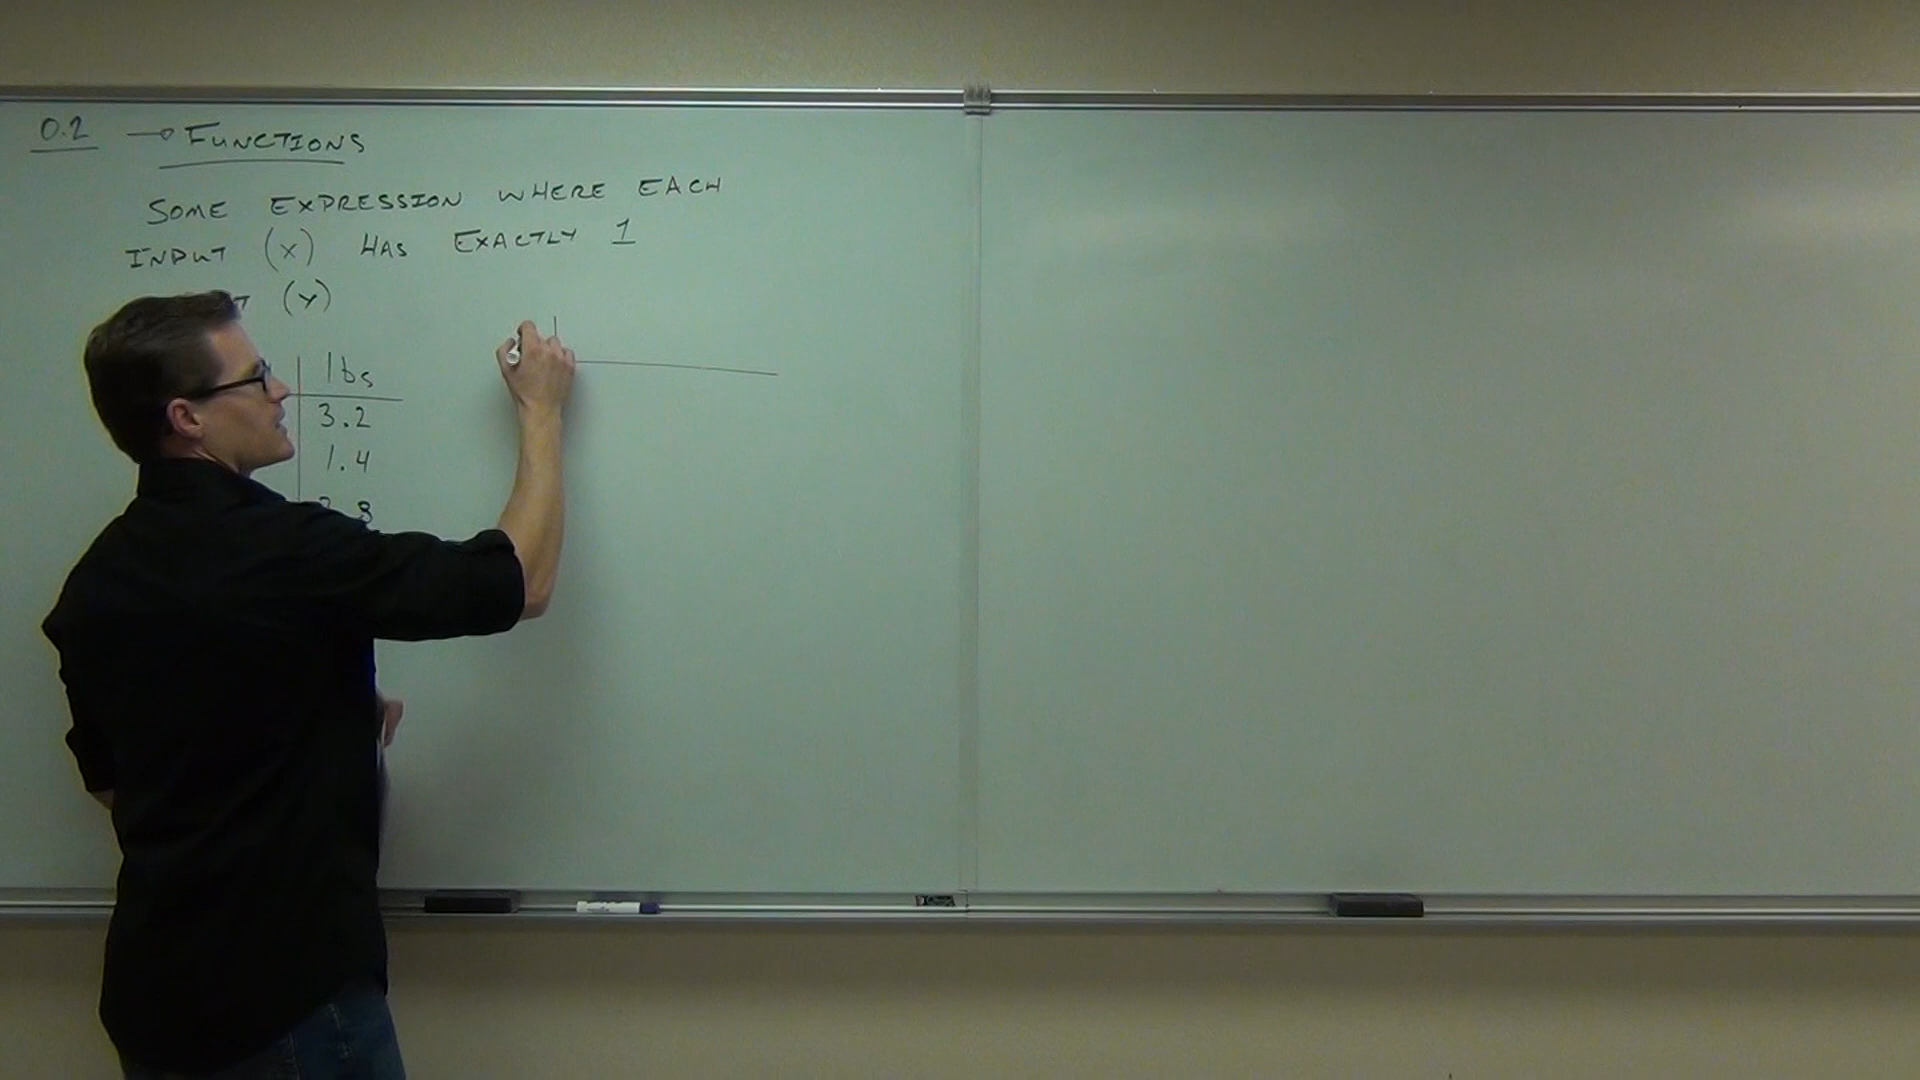 0.2 → FUNCTIONS
SOME EXPRESSION WHERE EACH
INPUT (x) HAS EXACTLY 1
(y)
lbs
3.2
1.4